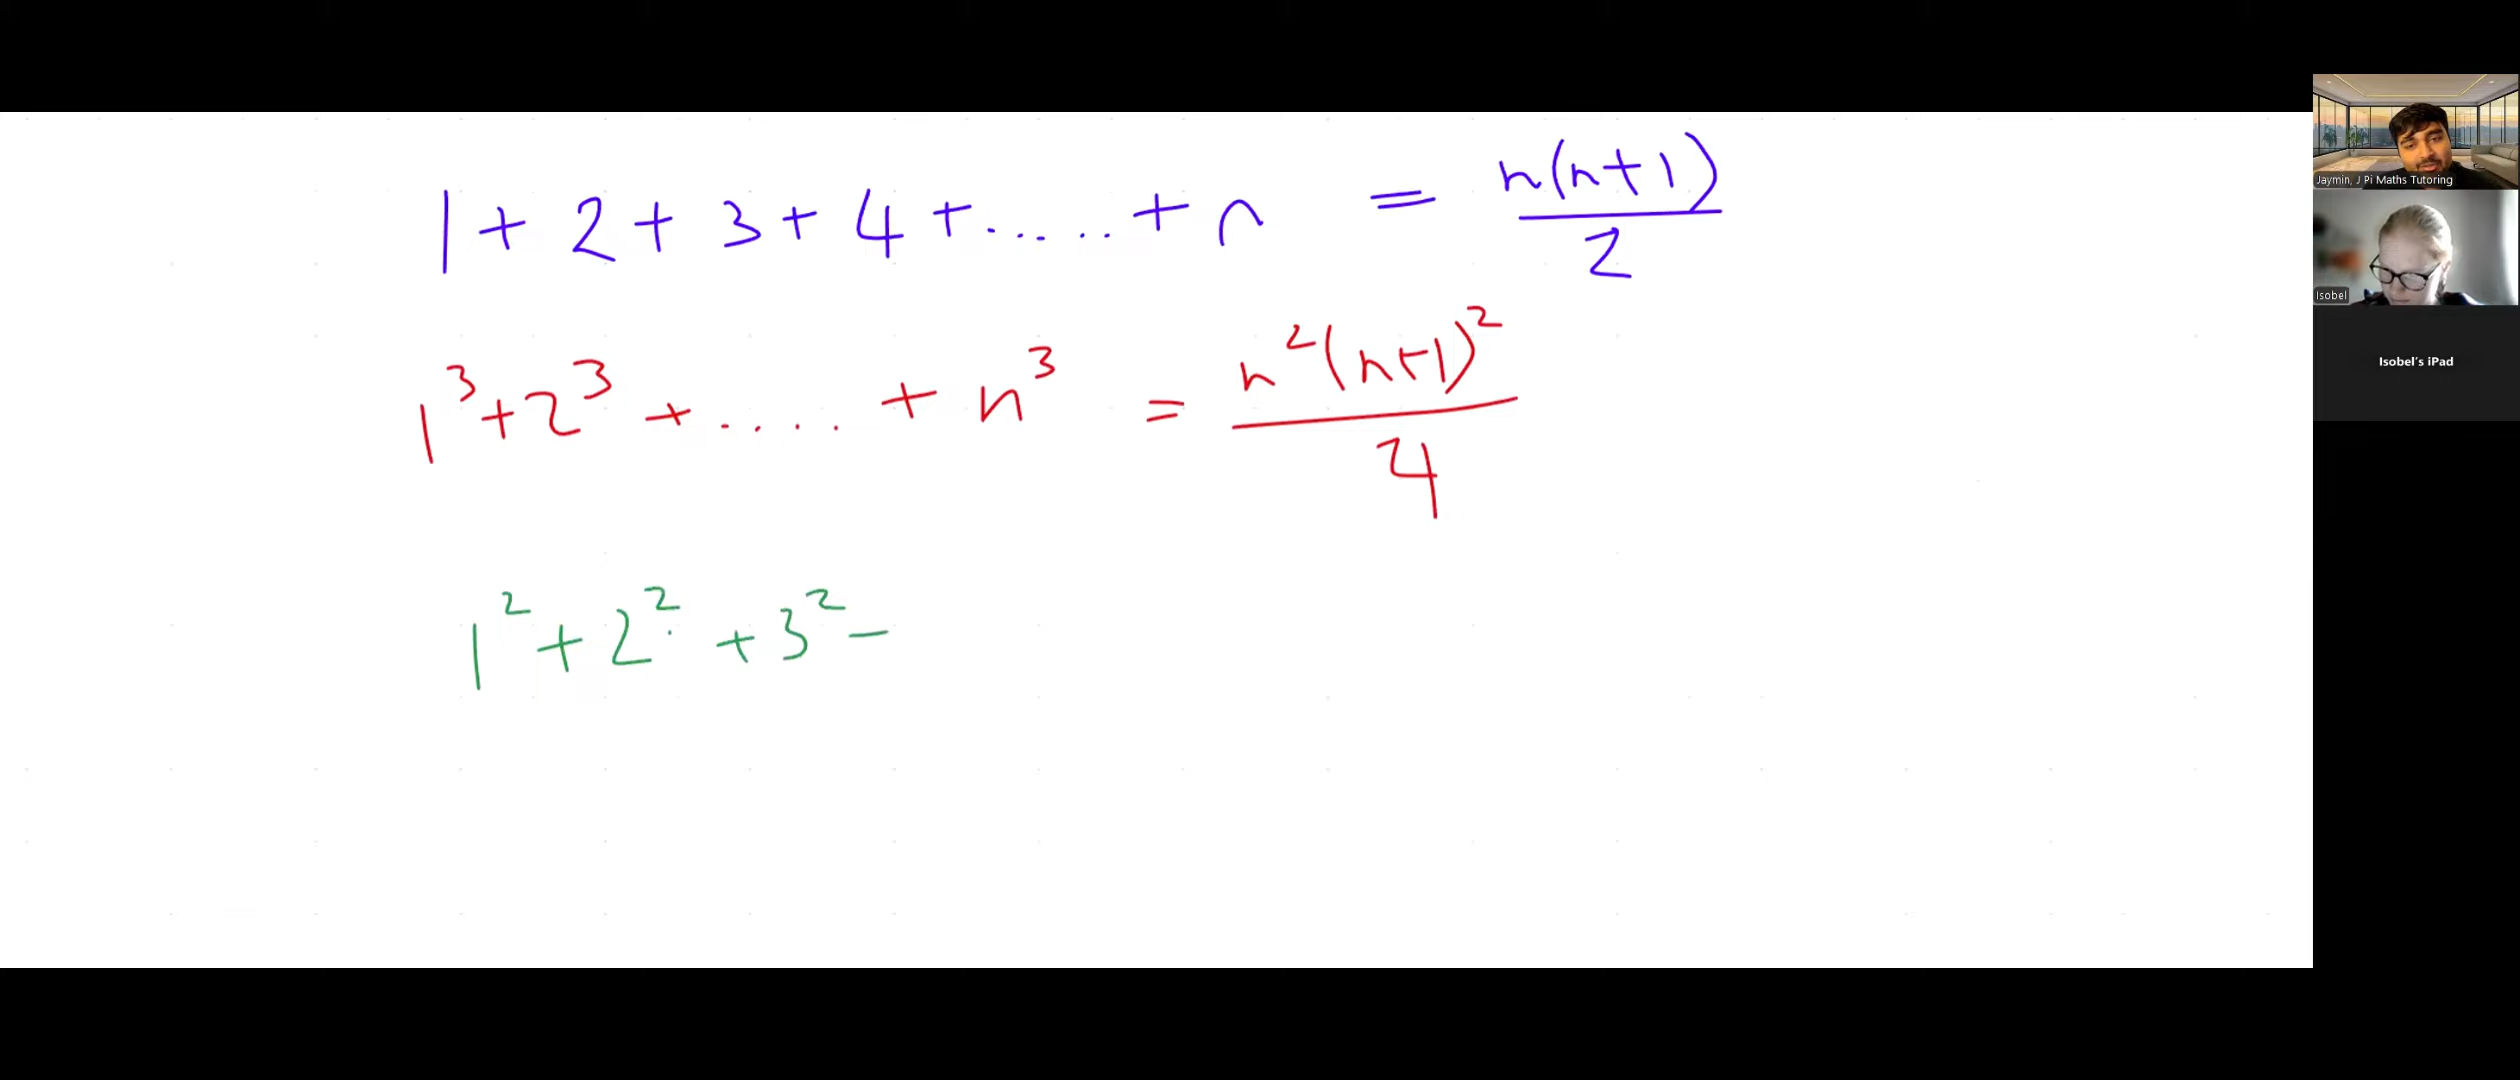 1 + 2 + 3 + 4 + ...... + n = n(n+1)/2
1³ + 2³ + ..... + n³ = n²(n+1)²/4
1² + 2² + 3² -
Jaymin, J Pi Maths Tutoring
Isobel
Isobel's iPad